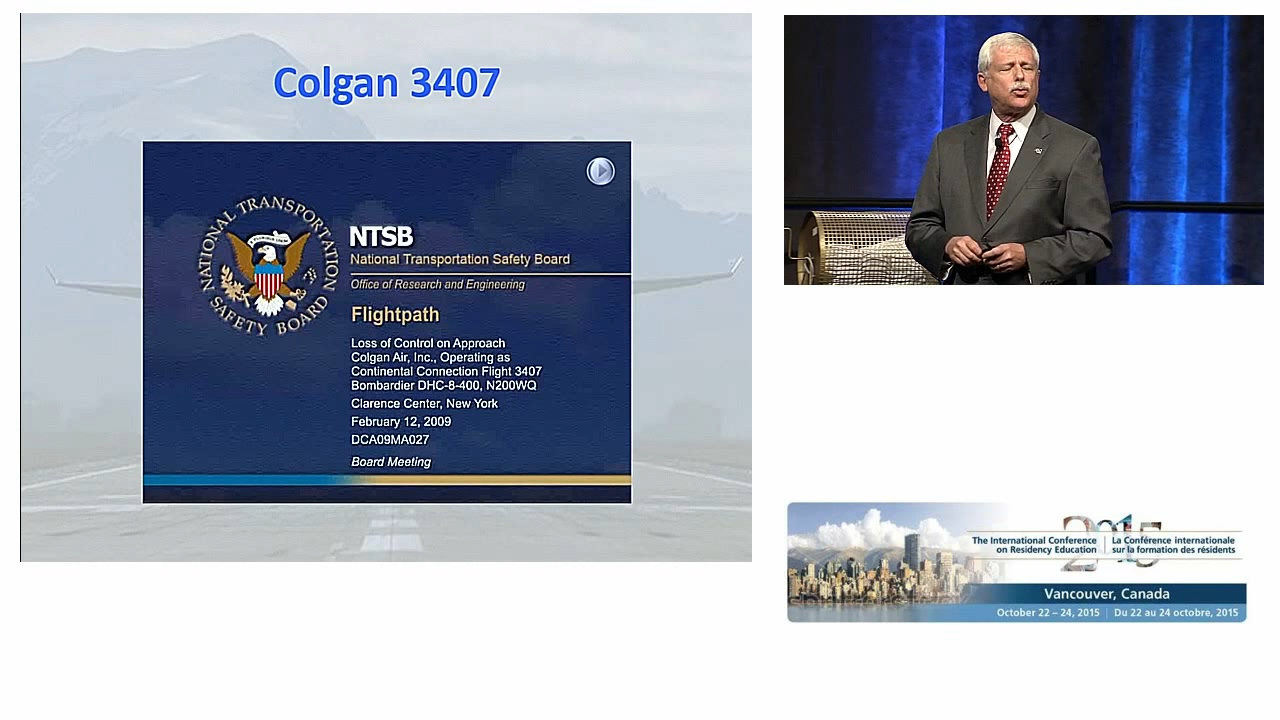 Colgan 3407
NATIONAL TRANSPORTATION SAFETY BOARD
NTSB
National Transportation Safety Board
Office of Research and Engineering
Flightpath
Loss of Control on Approach
Colgan Air, Inc., Operating as
Continental Connection Flight 3407
Bombardier DHC-8-400, N200WQ
Clarence Center, New York
February 12, 2009
DCA09MA027
Board Meeting
2015
The International Conference
on Residency Education
La Conférence internationale
sur la formation des résidents
Vancouver, Canada
October 22 – 24, 2015 | Du 22 au 24 octobre, 2015